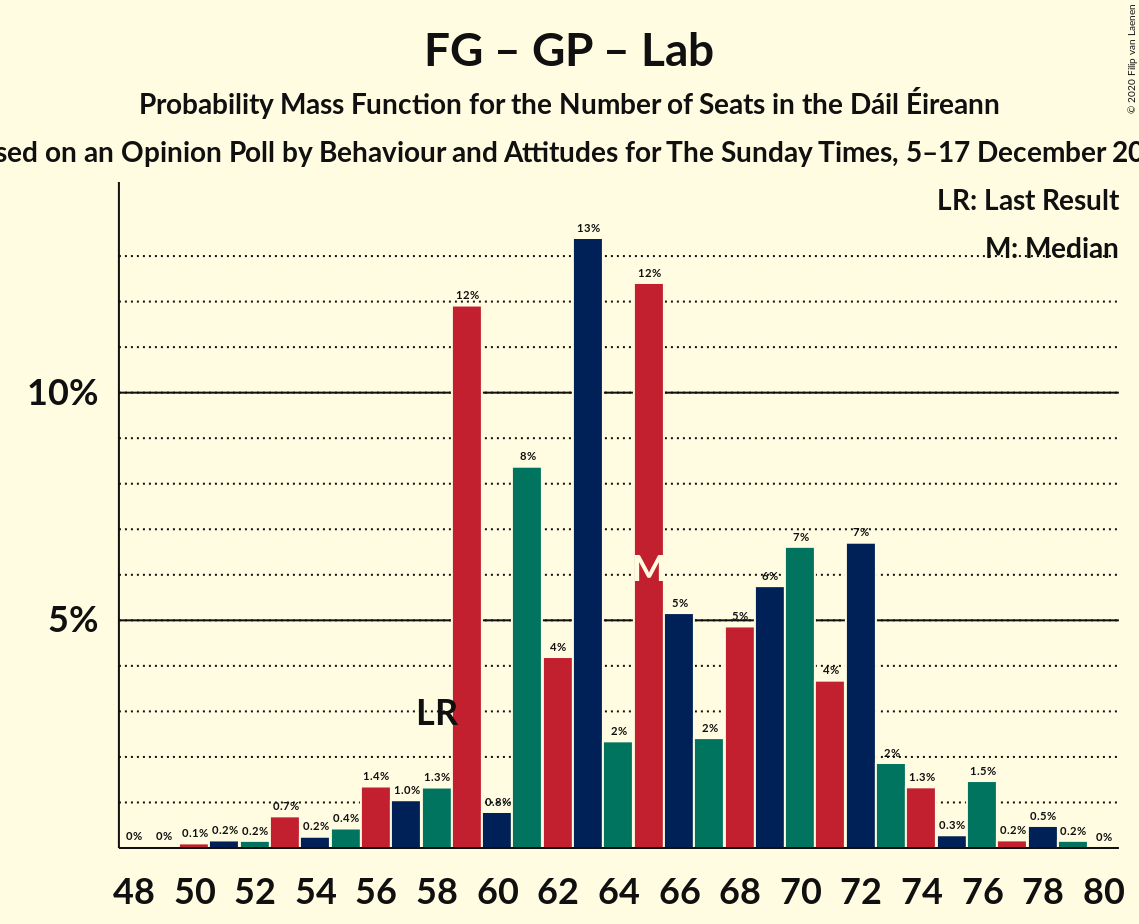 © 2020 Filip van Laenen
FG – GP – Lab
Probability Mass Function for the Number of Seats in the Dáil Éireann
sed on an Opinion Poll by Behaviour and Attitudes for The Sunday Times, 5–17 December 20
LR: Last Result
M: Median
13%
12%
12%
10%
8%
7%
7%
6%
5%
5%
5%
4%
4%
M
LR
2%
2%
2%
1.4%
1.3%
1.3%
1.5%
1.0%
0.8%
0.7%
0.5%
0.4%
0.3%
0% 0% 0.1% 0.2% 0.2% 0.2% 0.2% 0.2% 0%
48 50 52 54 56 58 60 62 64 66 68 70 72 74 76 78 80